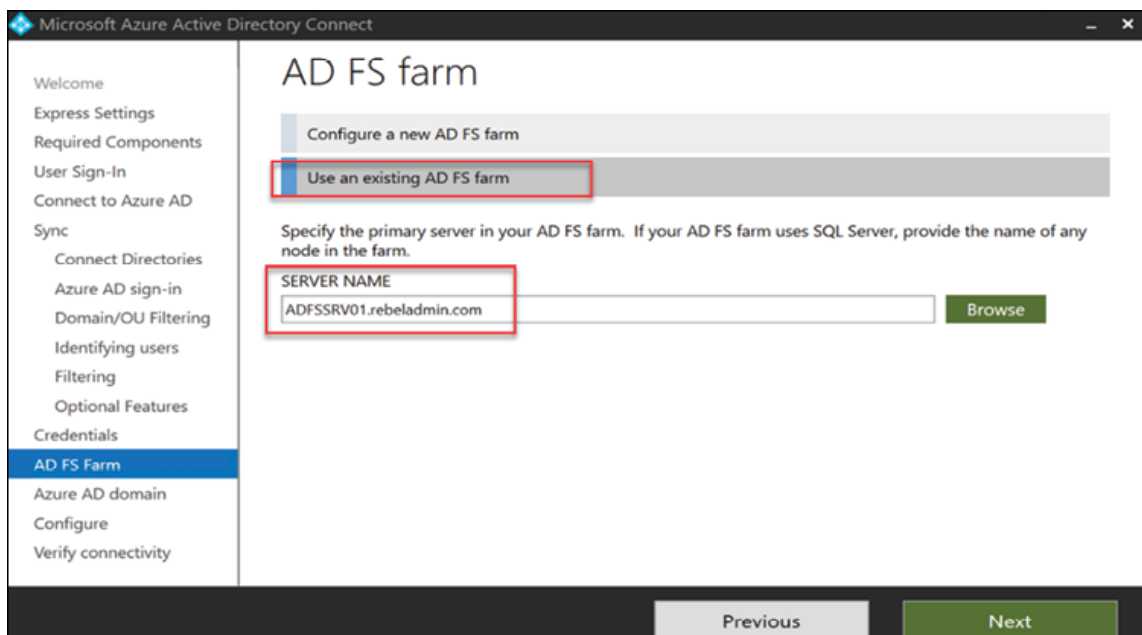 Microsoft Azure Active Directory Connect
Welcome
Express Settings
Required Components
User Sign-In
Connect to Azure AD
Sync
Connect Directories
Azure AD sign-in
Domain/OU Filtering
Identifying users
Filtering
Optional Features
Credentials
AD FS Farm
Azure AD domain
Configure
Verify connectivity
AD FS farm
Configure a new AD FS farm
Use an existing AD FS farm
Specify the primary server in your AD FS farm. If your AD FS farm uses SQL Server, provide the name of any
node in the farm.
SERVER NAME
ADFSSRV01.rebeladmin.com
Browse
Previous
Next